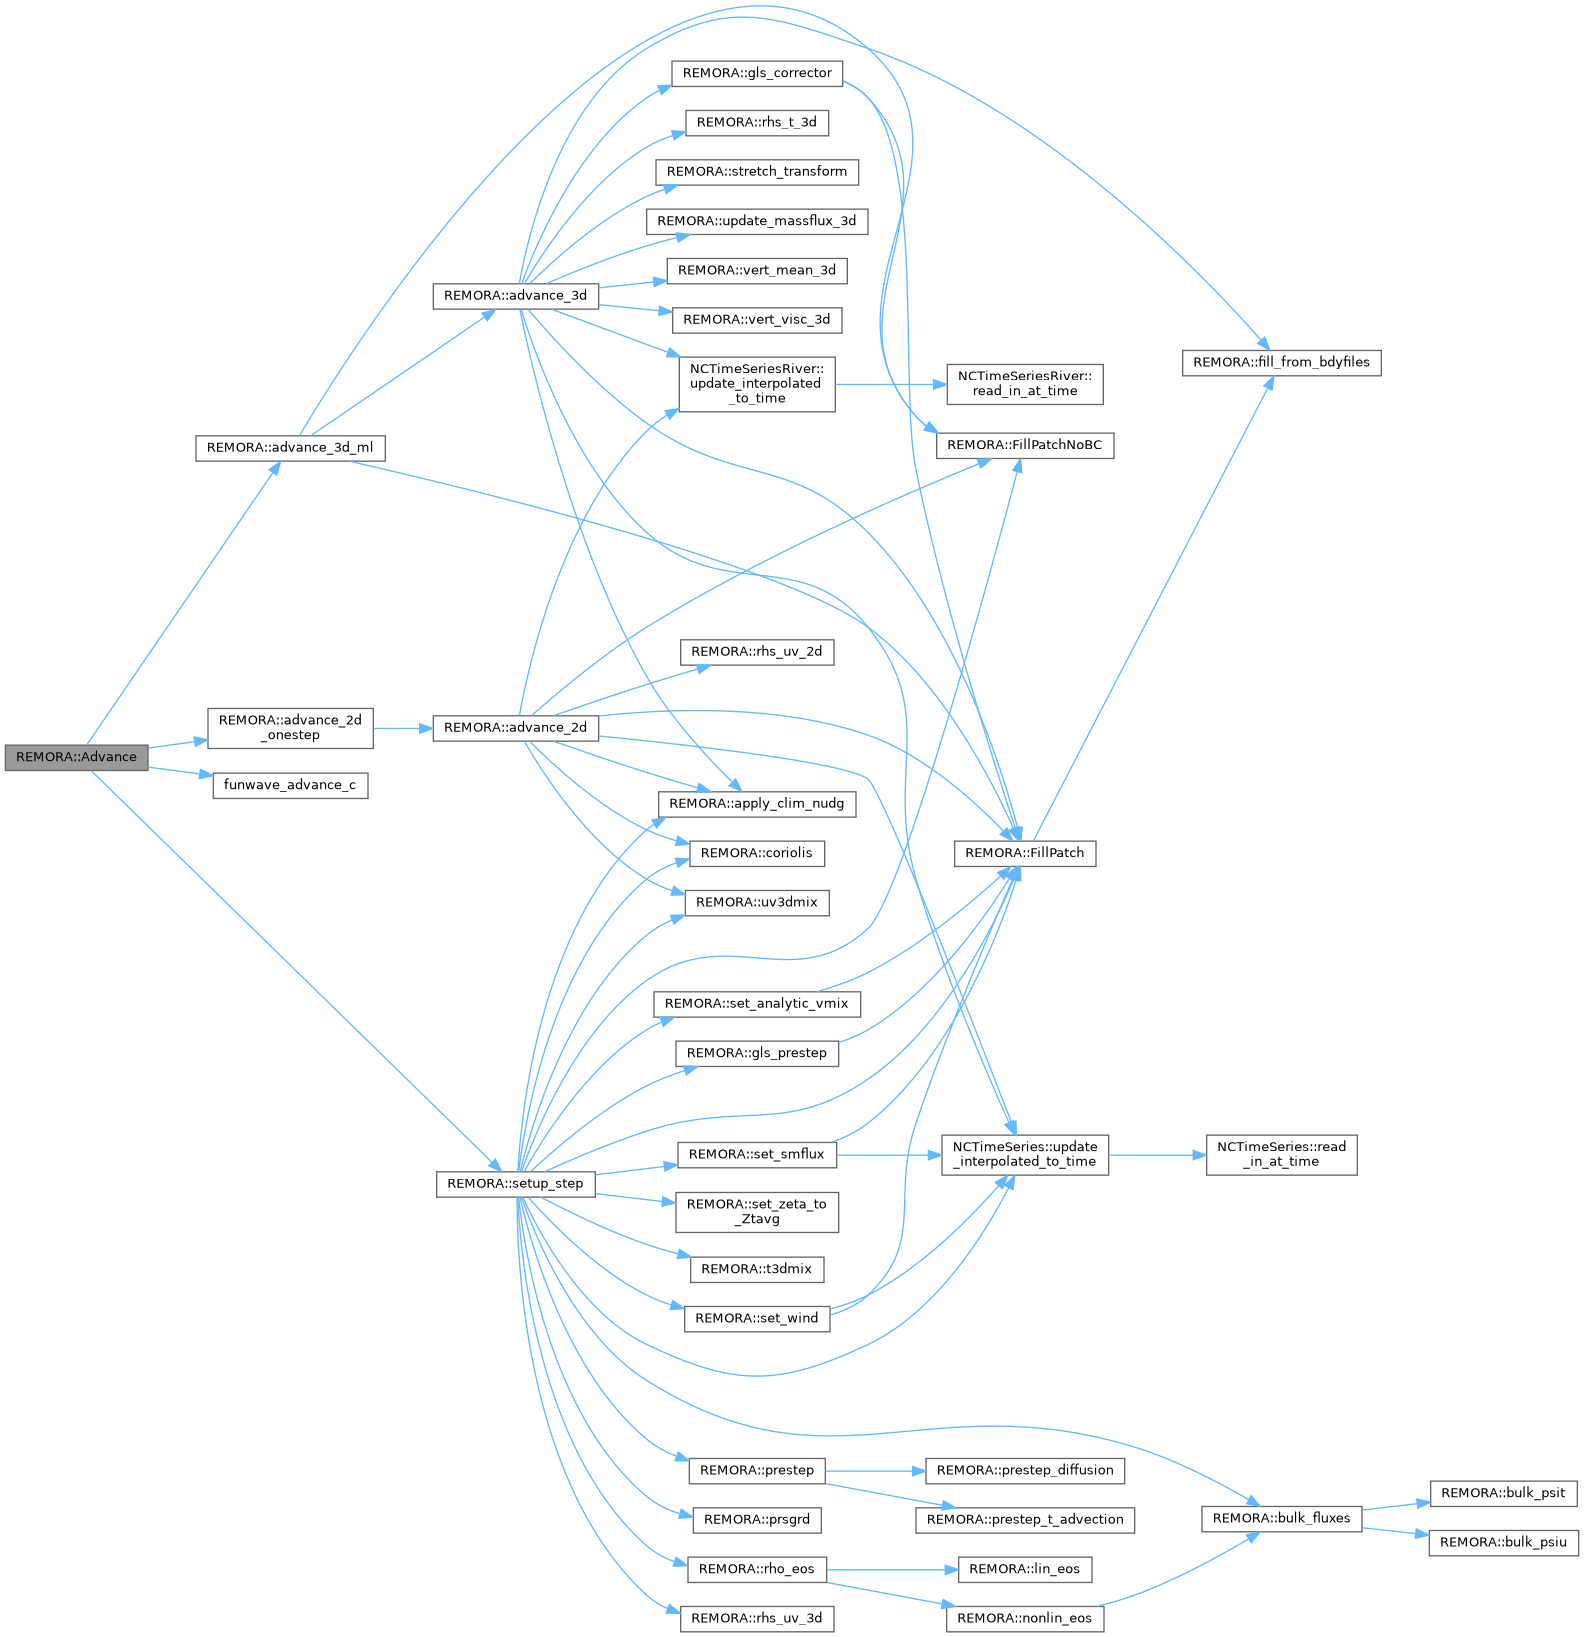 REMORA::gls_corrector
REMORA::rhs_t_3d
REMORA::stretch_transform
REMORA::update_massflux_3d
REMORA::vert_mean_3d
REMORA::advance_3d
REMORA::vert_visc_3d
REMORA::fill_from_bdyfiles
NCTimeSeriesRiver::
update_interpolated
_to_time
NCTimeSeriesRiver::
read_in_at_time
REMORA::advance_3d_ml
REMORA::FillPatchNoBC
REMORA::rhs_uv_2d
REMORA::advance_2d
_onestep
REMORA::advance_2d
REMORA::Advance
funwave_advance_c
REMORA::apply_clim_nudg
REMORA::coriolis
REMORA::FillPatch
REMORA::uv3dmix
REMORA::set_analytic_vmix
REMORA::gls_prestep
REMORA::set_smflux
NCTimeSeries::update
_interpolated_to_time
NCTimeSeries::read
_in_at_time
REMORA::setup_step
REMORA::set_zeta_to
_Ztavg
REMORA::t3dmix
REMORA::set_wind
REMORA::prestep
REMORA::prestep_diffusion
REMORA::bulk_psit
REMORA::prsgrd
REMORA::prestep_t_advection
REMORA::bulk_fluxes
REMORA::bulk_psiu
REMORA::rho_eos
REMORA::lin_eos
REMORA::rhs_uv_3d
REMORA::nonlin_eos